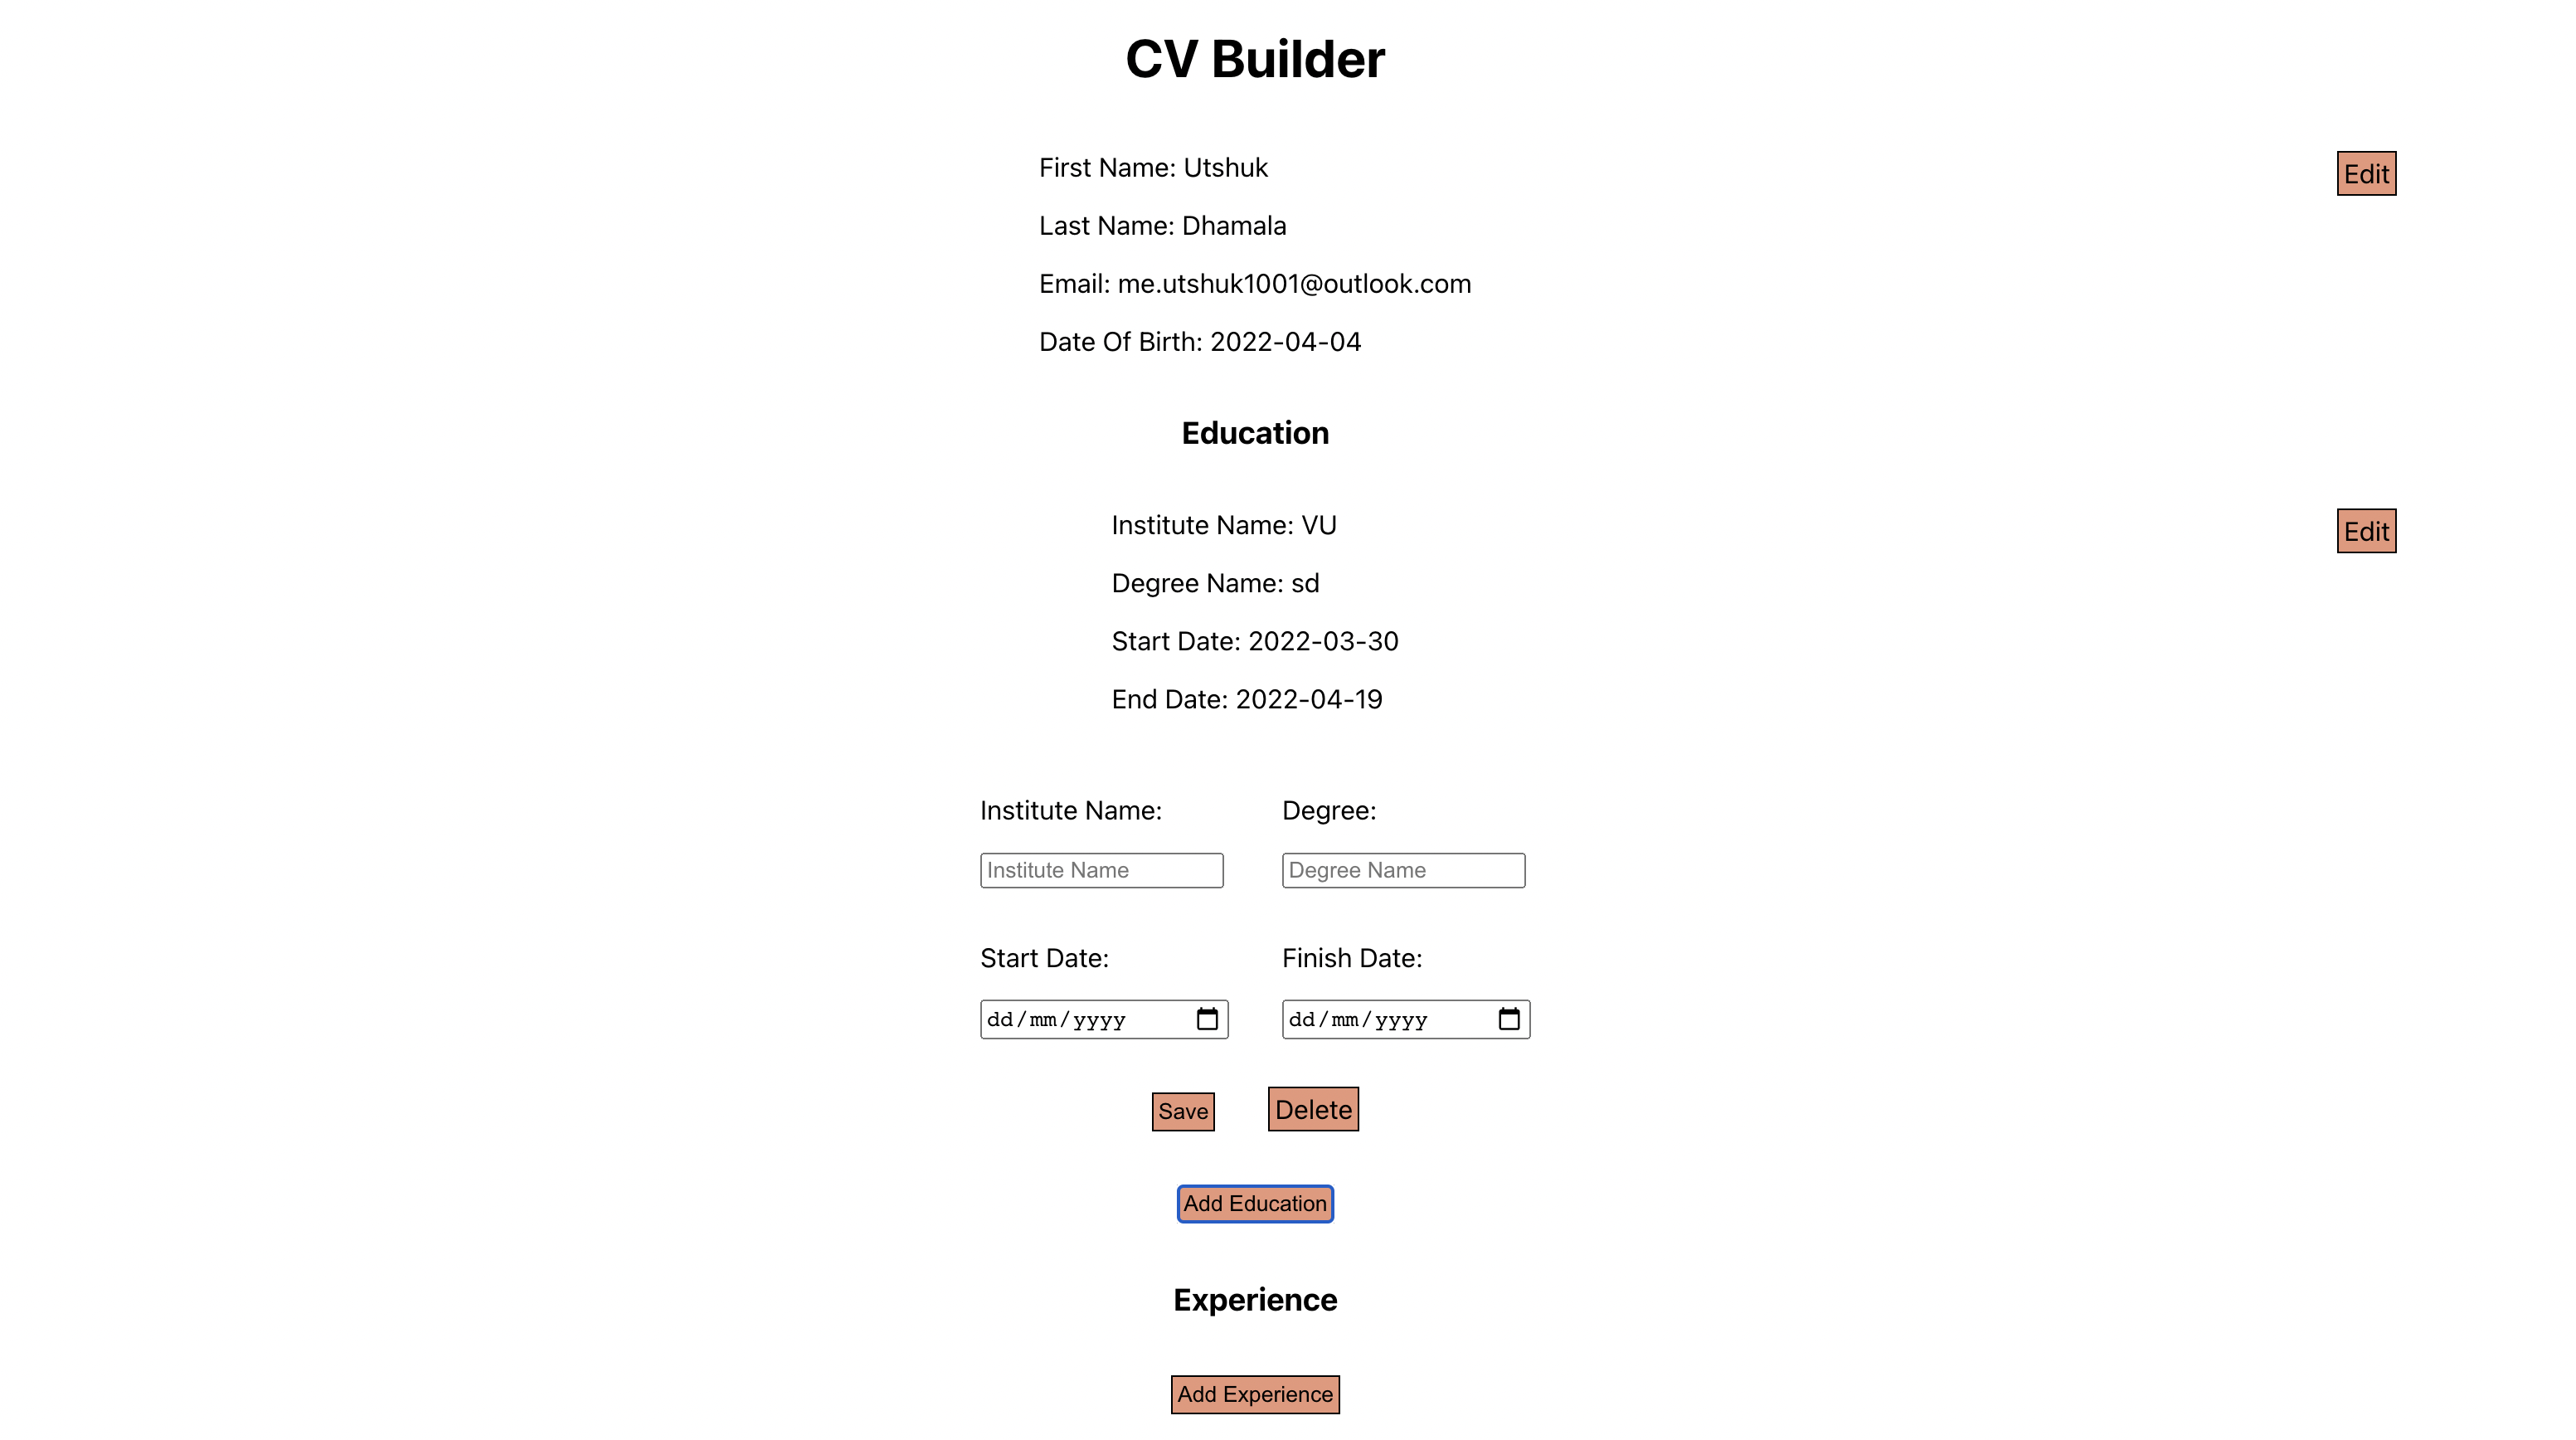 CV Builder
First Name: Utshuk
Edit
Last Name: Dhamala
Email: me.utshuk1001@outlook.com
Date Of Birth: 2022-04-04
Education
Institute Name: VU
Edit
Degree Name: sd
Start Date: 2022-03-30
End Date: 2022-04-19
Institute Name:
Degree:
Institute Name
Degree Name
Start Date:
Finish Date:
dd/mm/yyyy
dd/mm/yyyy
Save
Delete
Add Education
Experience
Add Experience